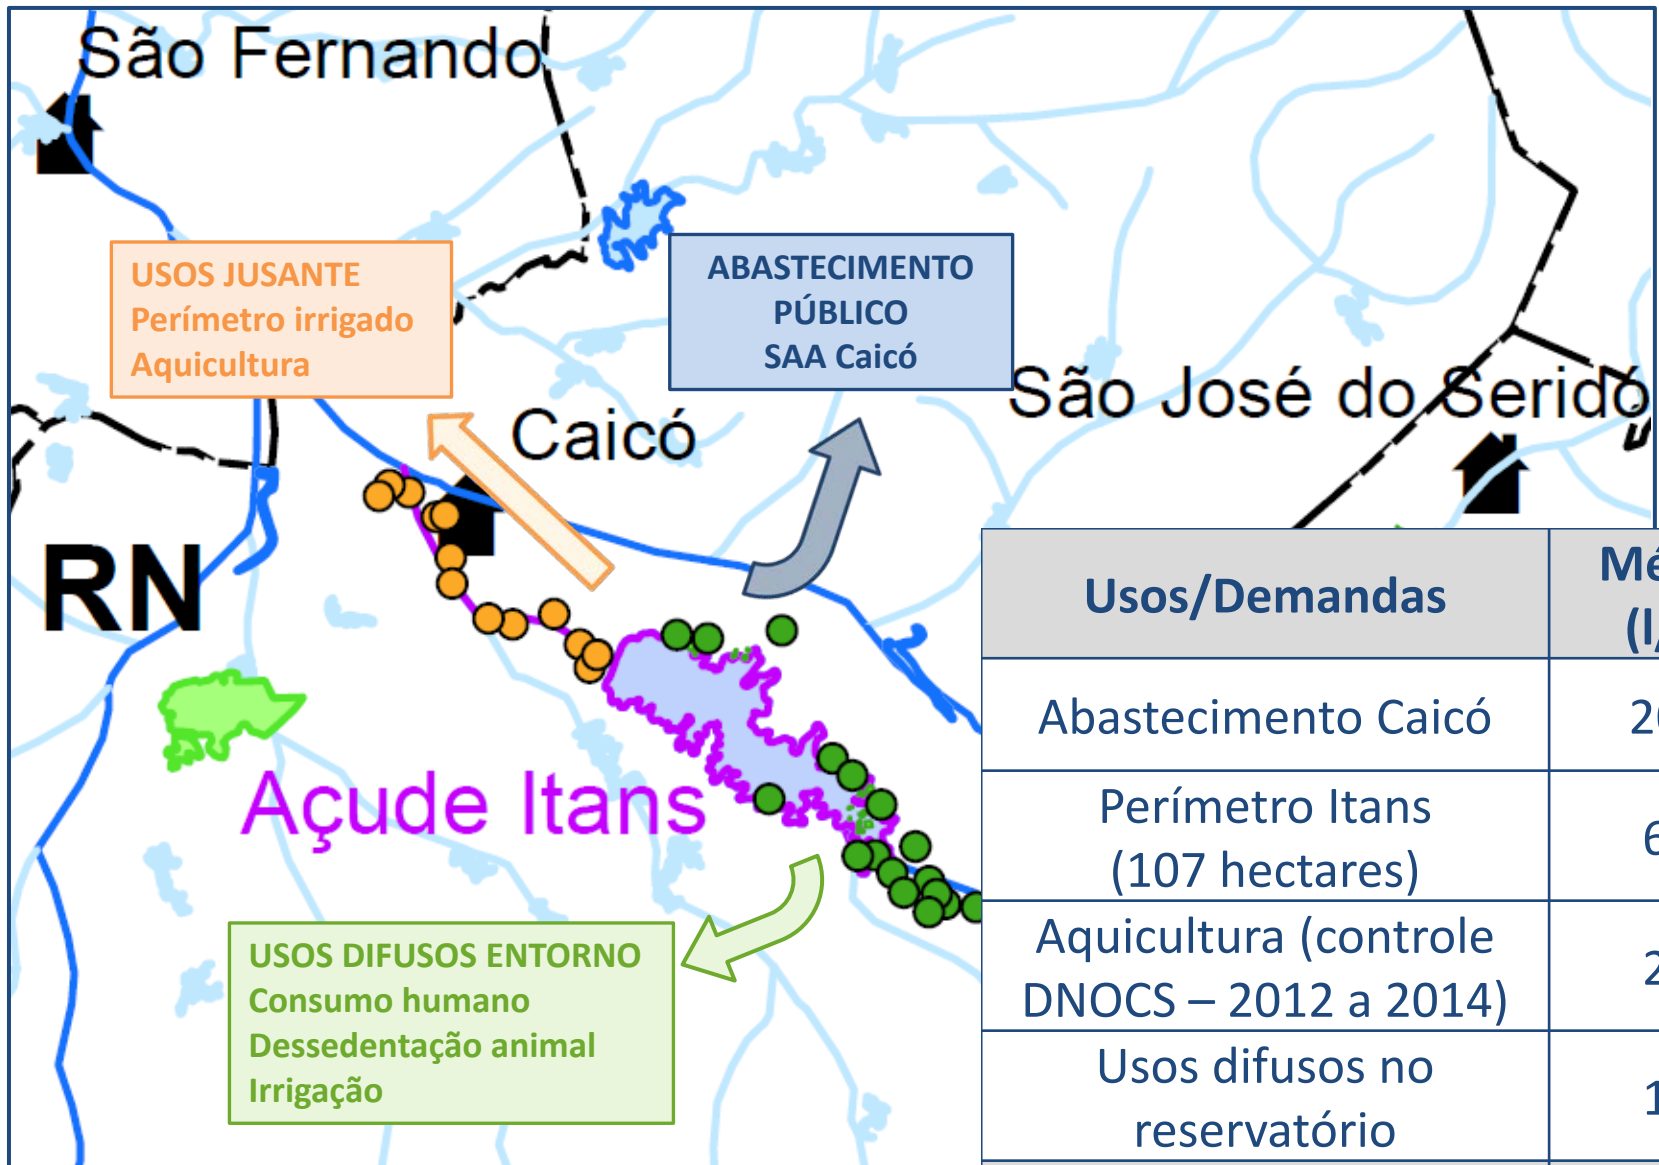 São Fernando
USOS JUSANTE
Perímetro irrigado
Aquicultura
ABASTECIMENTO
PÚBLICO
SAA Caicó
São José do Seridó
Caicó
RN
Açude Itans
USOS DIFUSOS ENTORNO
Consumo humano
Dessedentação animal
Irrigação
Usos/Demandas
Abastecimento Caicó
Perímetro Itans
(107 hectares)
Aquicultura (controle
DNOCS – 2012 a 2014)
Usos difusos no
reservatório